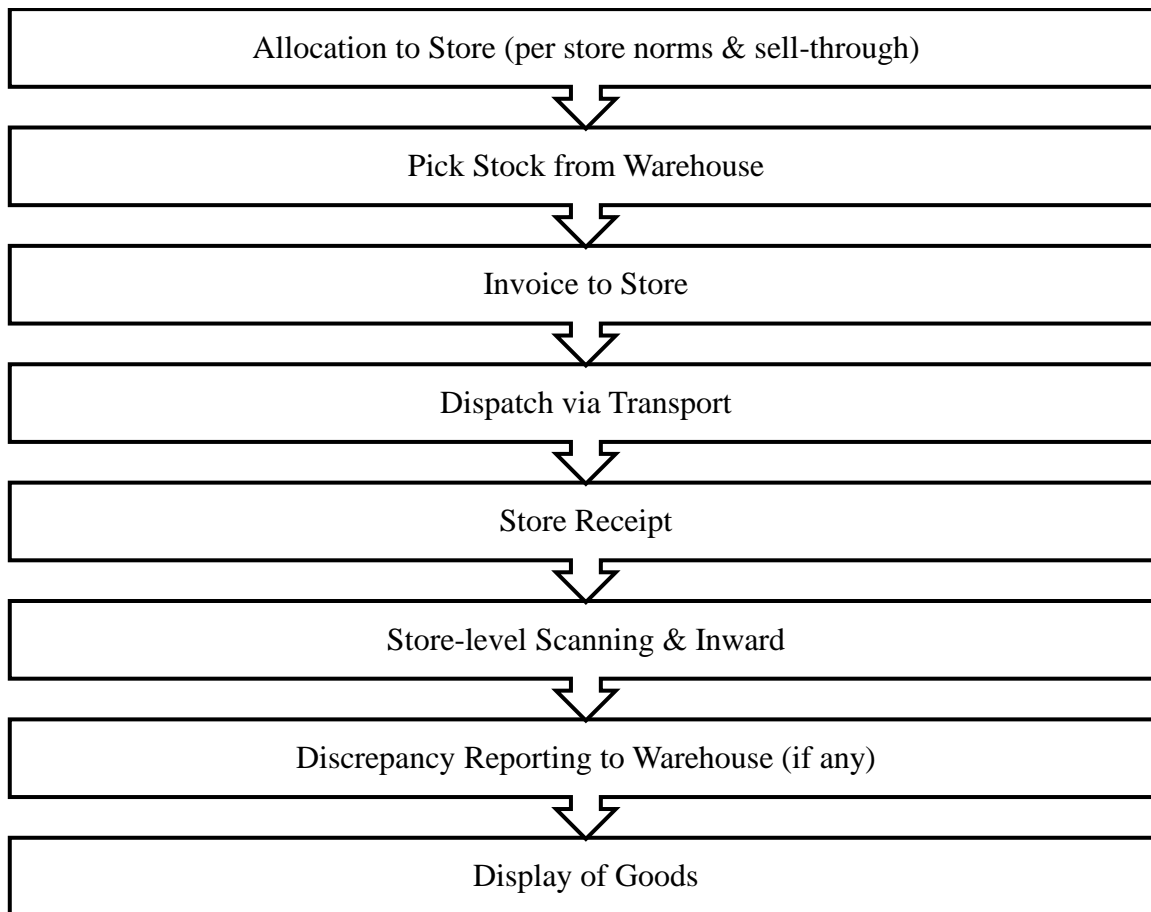 Allocation to Store (per store norms & sell-through)
Pick Stock from Warehouse
Invoice to Store
Dispatch via Transport
Store Receipt
Store-level Scanning & Inward
Discrepancy Reporting to Warehouse (if any)
Display of Goods